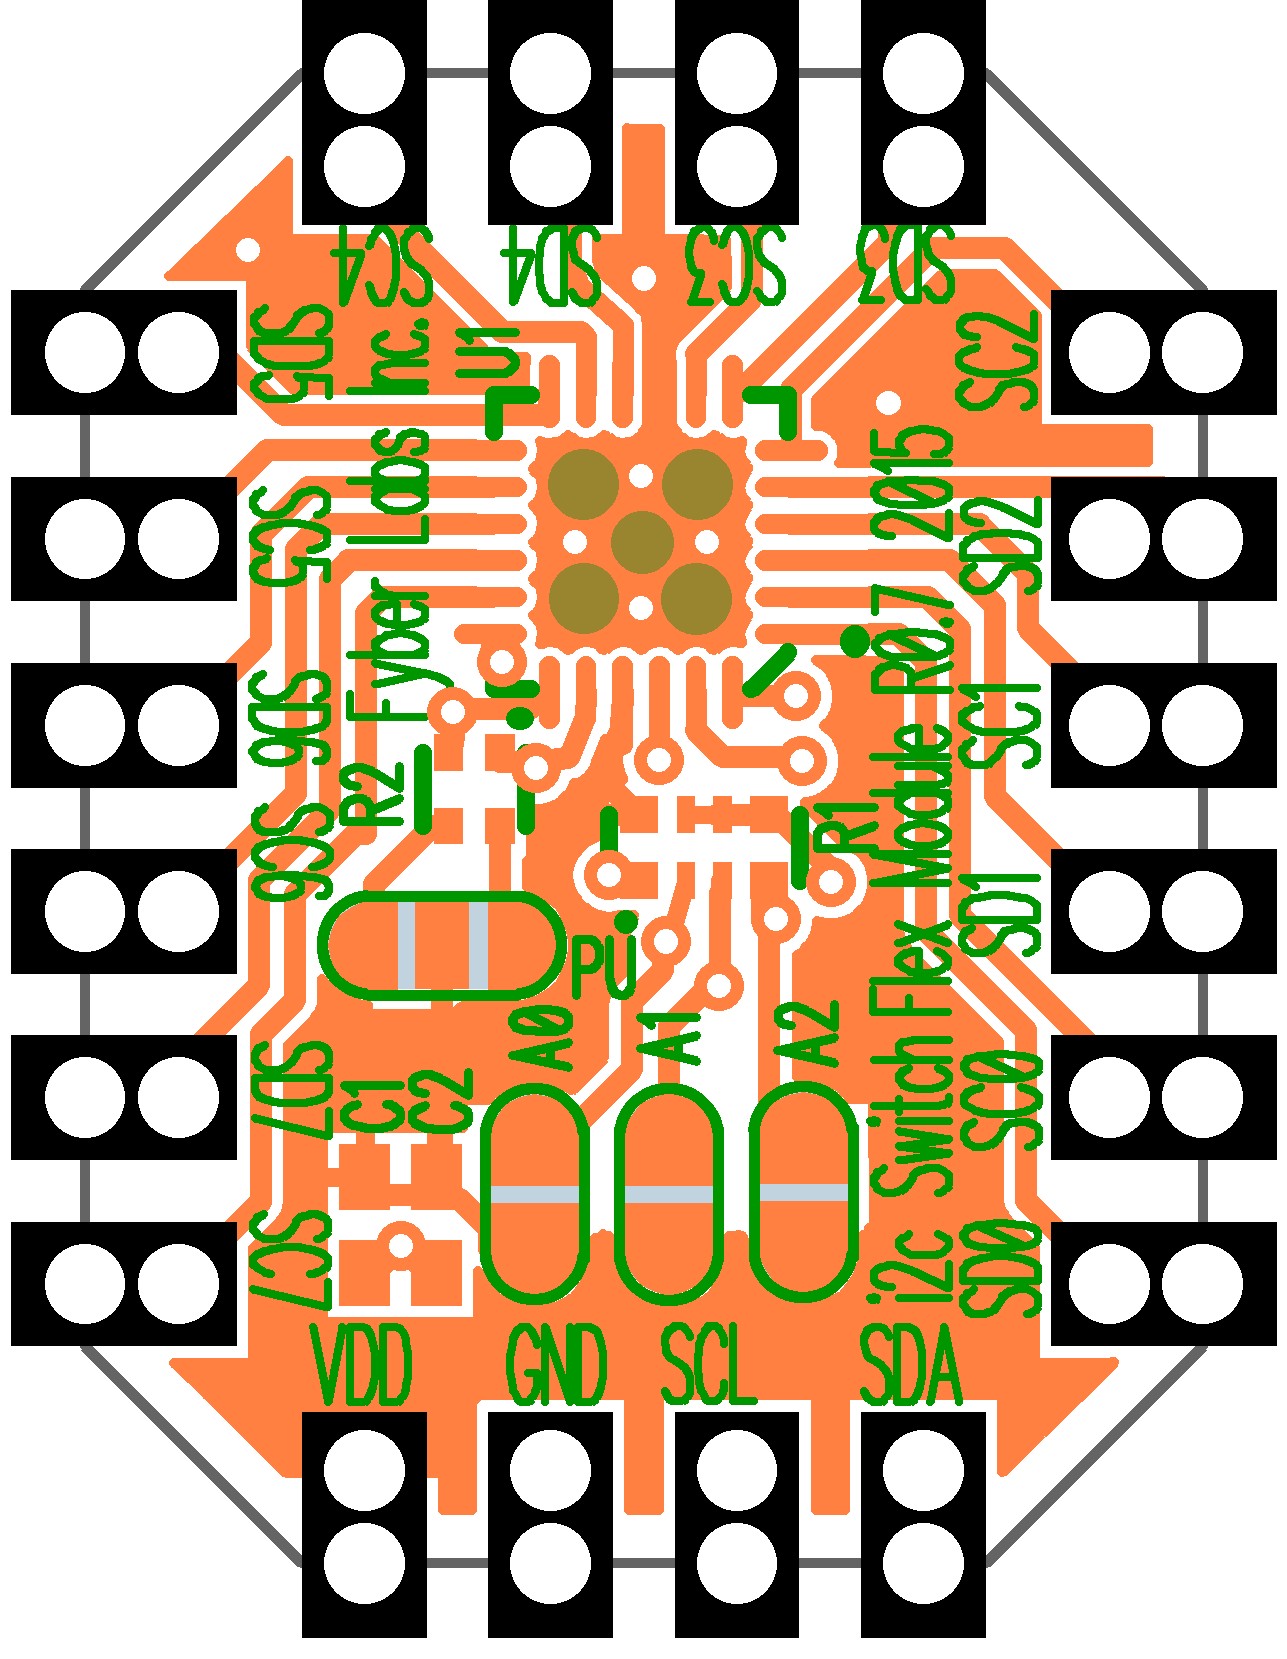 SC4
SD4
SC3
SD3
SD5
SC5
SD6
SC6
SD7
SC7
Fyber Labs Inc.
U1
SC2
SD2
SC1
SD1
SC0
SD0
i2c Switch Flex Module R0.7 2015
R2
R1
PU
A0
A1
A2
C1
C2
VDD
GND
SCL
SDA